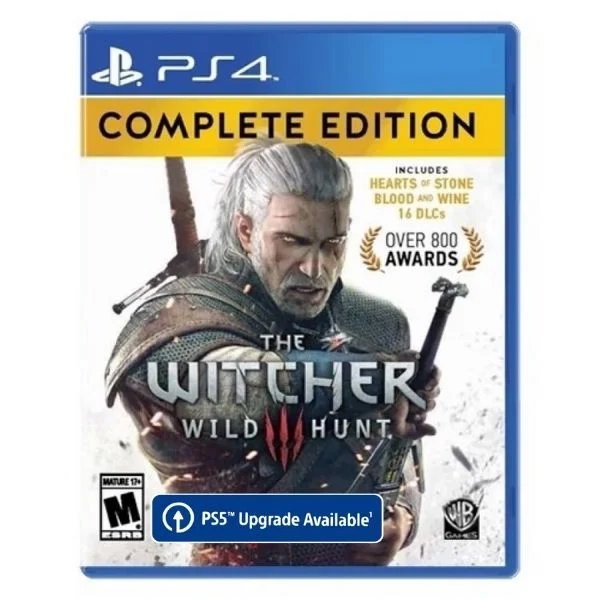 PS4™
COMPLETE EDITION
INCLUDES
HEARTS OF STONE
BLOOD AND WINE
16 DLCs
OVER 800
AWARDS
THE
WITCHER
WILD HUNT
MATURE 17+
M
ESRB
PS5™ Upgrade Available¹
WB
GAMES